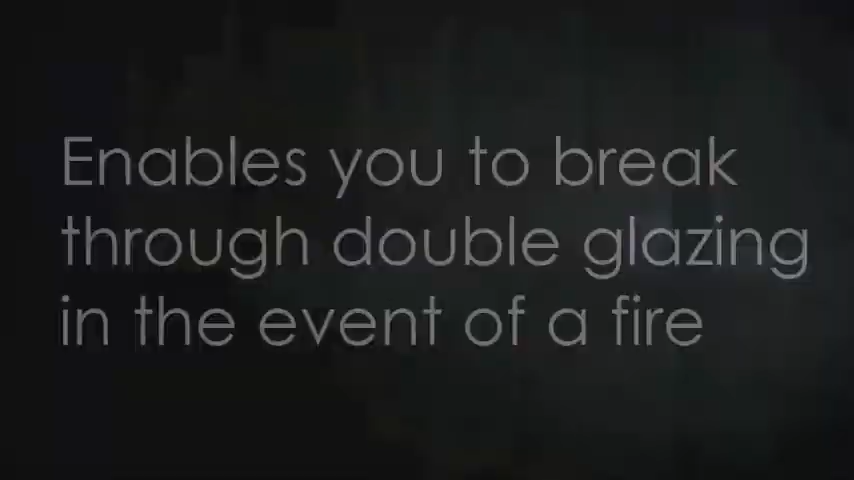 Enables you to break
through double glazing
in the event of a fire